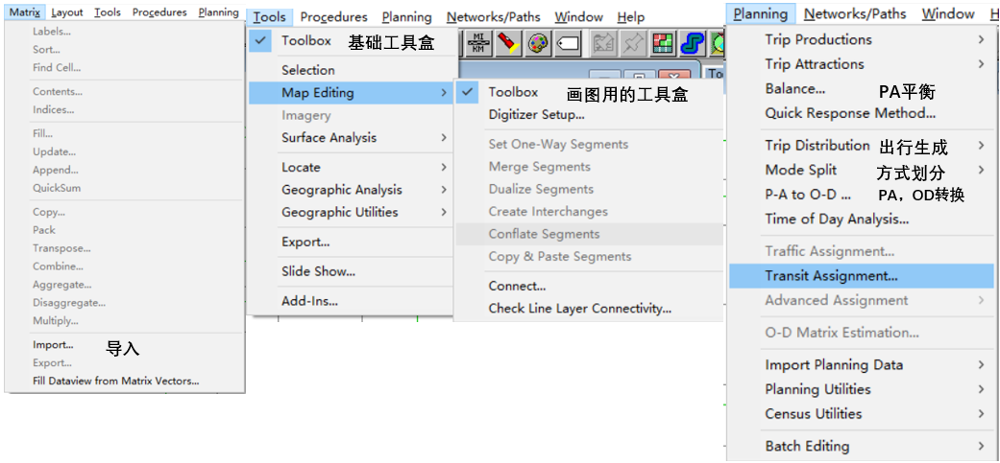 Matrix Layout Tools Procedures Planning
Labels...
Sort...
Find Cell...
Contents...
Indices...
Fill...
Update...
Append...
QuickSum
Copy...
Pack
Transpose...
Combine...
Aggregate...
Disaggregate...
Multiply...
Import... 导入
Export...
Fill Dataview from Matrix Vectors...
Tools Procedures Planning Networks/Paths Window Help
Toolbox 基础工具盒
MI KM
Selection
Map Editing
Imagery
Surface Analysis
Locate
Geographic Analysis
Geographic Utilities
Export...
Slide Show...
Add-Ins...
Toolbox 画图用的工具盒
Digitizer Setup...
Set One-Way Segments
Merge Segments
Dualize Segments
Create Interchanges
Conflate Segments
Copy & Paste Segments
Connect...
Check Line Layer Connectivity...
Planning Networks/Paths Window
Trip Productions
Trip Attractions
Balance... PA平衡
Quick Response Method...
Trip Distribution 出行生成
Mode Split 方式划分
P-A to O-D ... PA，OD转换
Time of Day Analysis...
Traffic Assignment...
Transit Assignment...
Advanced Assignment
O-D Matrix Estimation...
Import Planning Data
Planning Utilities
Census Utilities
Batch Editing